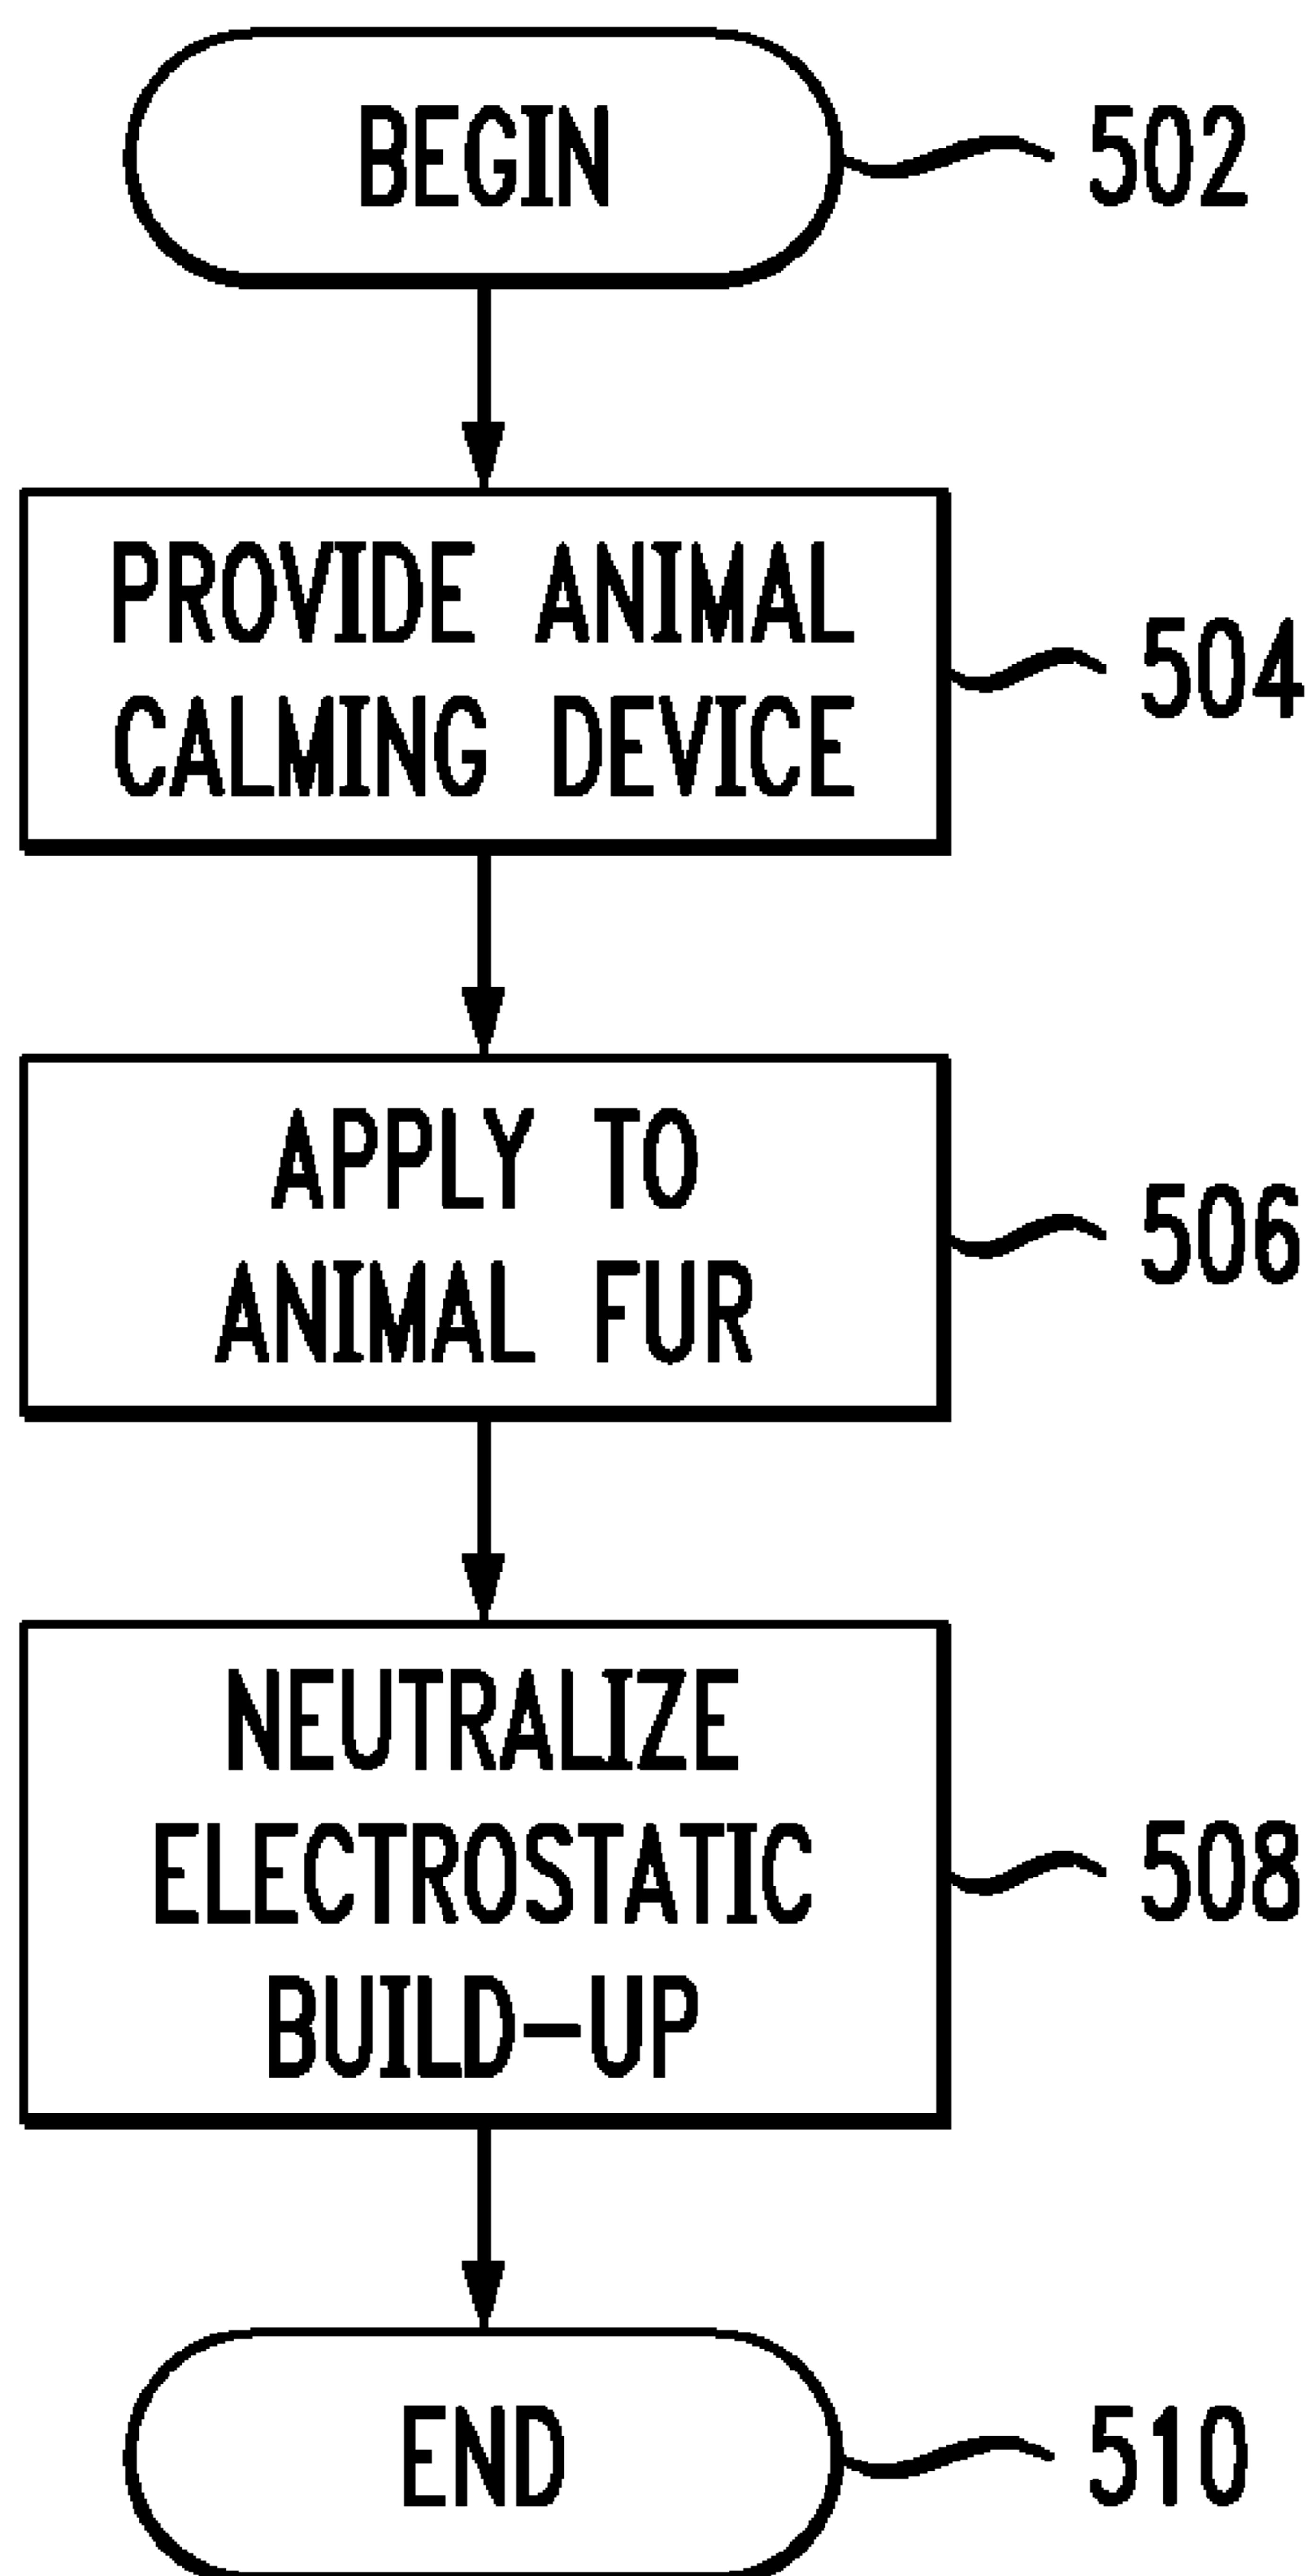 BEGIN
502
PROVIDE ANIMAL
CALMING DEVICE
504
APPLY TO
ANIMAL FUR
506
NEUTRALIZE
ELECTROSTATIC
BUILD-UP
508
END
510